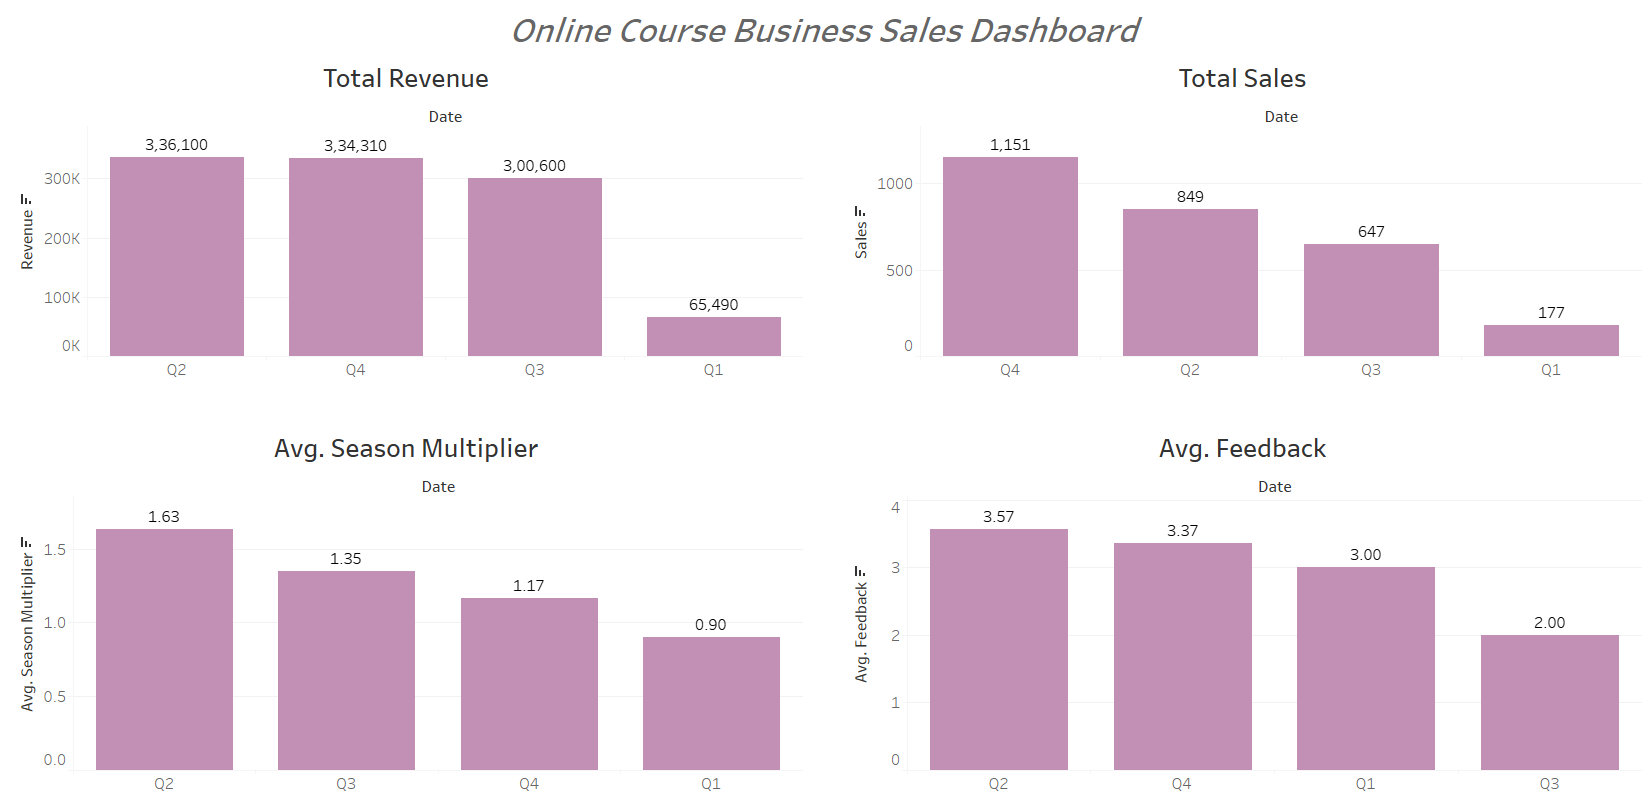 Online Course Business Sales Dashboard
Total Revenue
Date
3,36,100
3,34,310
3,00,600
65,490
300K
200K
100K
0K
Revenue
Q2 Q4 Q3 Q1
Total Sales
Date
1,151
849
647
177
1000
500
0
Sales
Q4 Q2 Q3 Q1
Avg. Season Multiplier
Date
1.63
1.35
1.17
0.90
1.5
1.0
0.5
0.0
Avg. Season Multiplier
Q2 Q3 Q4 Q1
Avg. Feedback
Date
3.57
3.37
3.00
2.00
4
3
2
1
0
Avg. Feedback
Q2 Q4 Q1 Q3